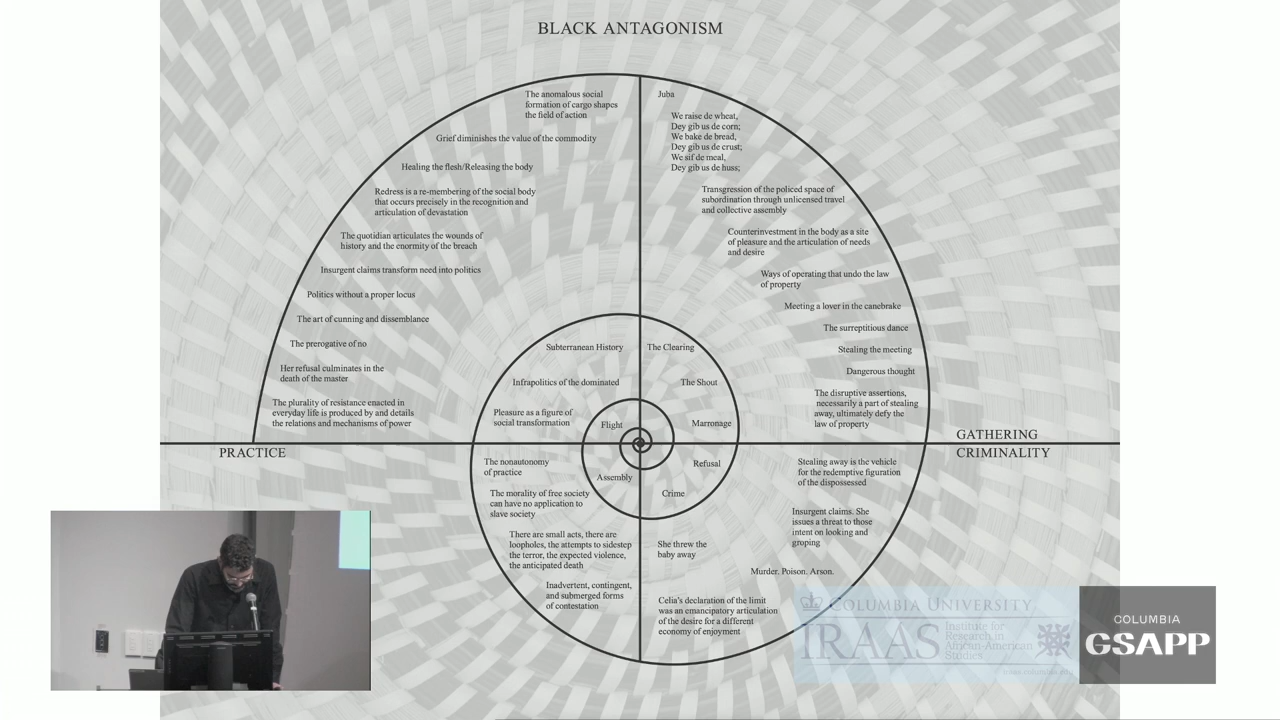 BLACK ANTAGONISM
The anomalous social
formation of cargo shapes
the field of action
Grief diminishes the value of the commodity
Healing the flesh/Releasing the body
Redress is a re-membering of the social body
that occurs precisely in the recognition and
articulation of devastation
The quotidian articulates the wounds of
history and the enormity of the breach
Insurgent claims transform need into politics
Politics without a proper locus
The art of cunning and dissemblance
The prerogative of no
Her refusal culminates in the
death of the master
The plurality of resistance enacted in
everyday life is produced by and details
the relations and mechanisms of power
Juba
We raise de wheat,
Dey gib us de corn;
We bake de bread,
Dey gib us de crust;
We sif de meal,
Dey gib us de huss;
Transgression of the policed space of
subordination through unlicensed travel
and collective assembly
Counterinvestment in the body as a site
of pleasure and the articulation of needs
and desire
Ways of operating that undo the law
of property
Meeting a lover in the canebrake
The surreptitious dance
Stealing the meeting
Dangerous thought
The disruptive assertions,
necessarily a part of stealing
away, ultimately defy the
law of property
Subterranean History
Infrapolitics of the dominated
Pleasure as a figure of
social transformation
Flight
The Clearing
The Shout
Marronage
PRACTICE
GATHERING
CRIMINALITY
The nonautonomy
of practice
The morality of free society
can have no application to
slave society
There are small acts, there are
loopholes, the attempts to sidestep
the terror, the expected violence,
the anticipated death
Inadvertent, contingent,
and submerged forms
of contestation
Assembly
Refusal
Crime
She threw the
baby away
Celia's declaration of the limit
was an emancipatory articulation
of the desire for a different
economy of enjoyment
Murder. Poison. Arson.
Stealing away is the vehicle
for the redemptive figuration
of the dispossessed
Insurgent claims. She
issues a threat to those
intent on looking and
groping
COLUMBIA UNIVERSITY
IRAAS
Institute for
Research in
African-American
Studies
COLUMBIA
GSAPP